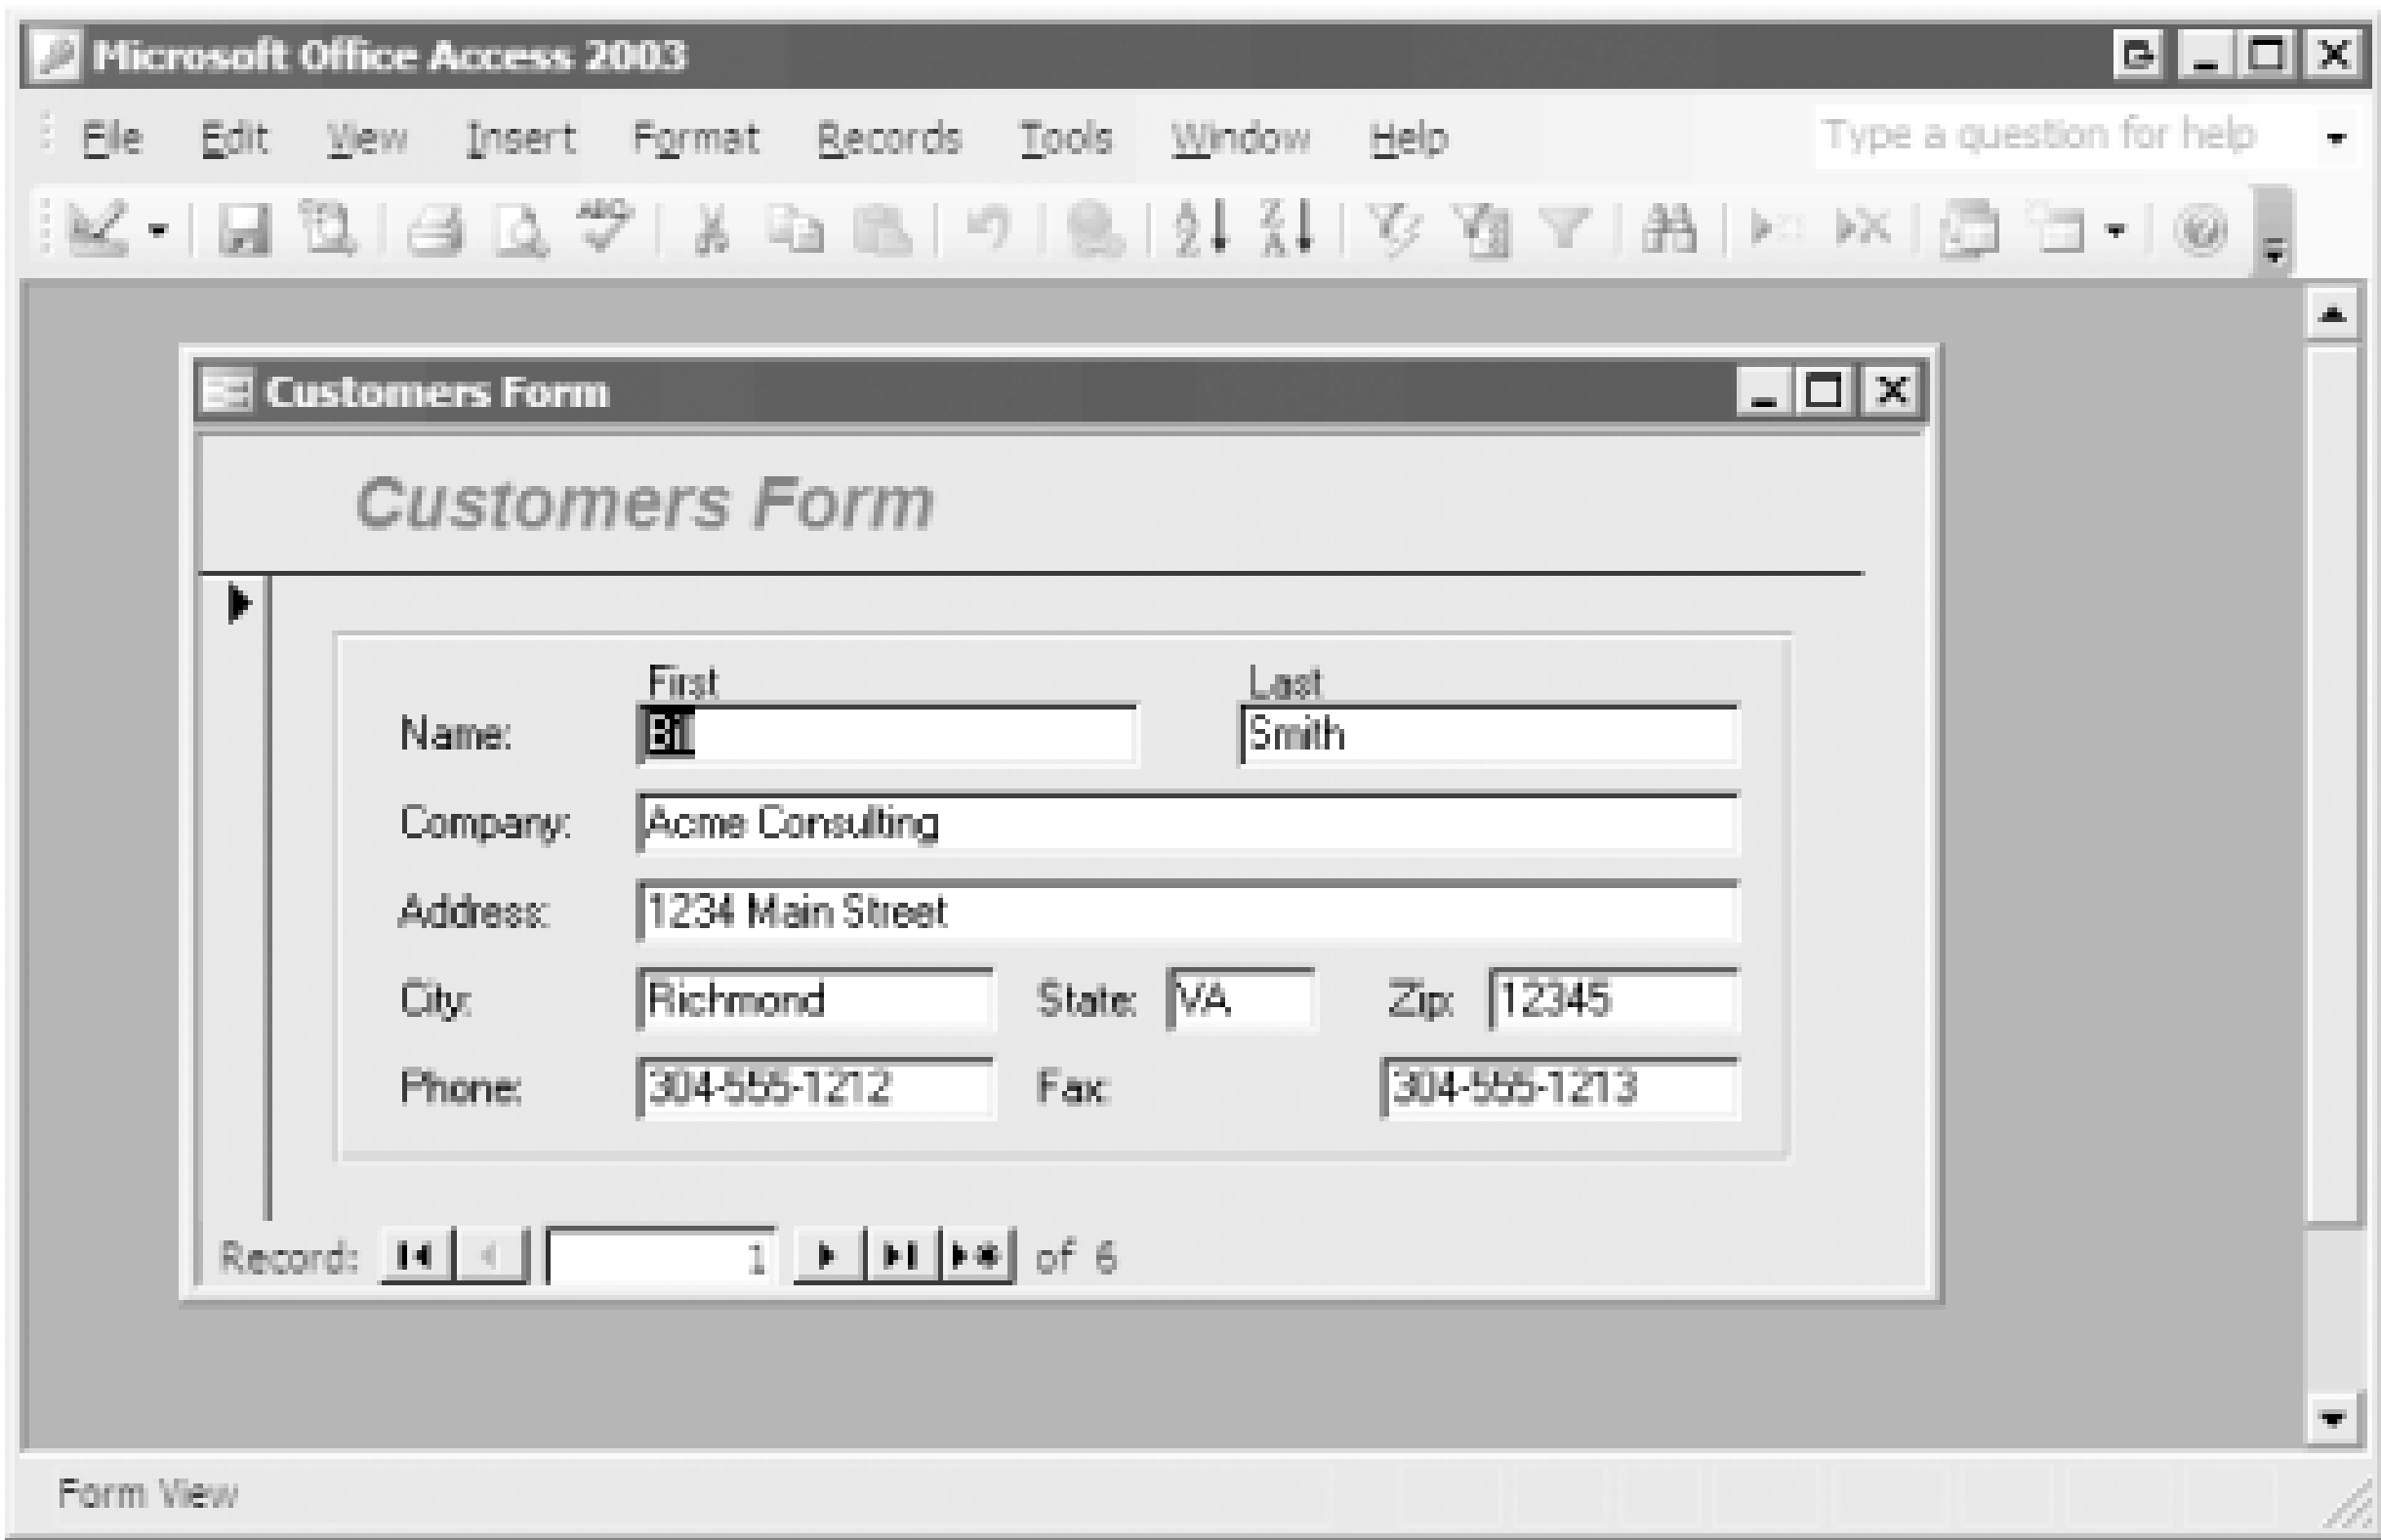 Microsoft Office Access 2003
File Edit View Insert Format Records Tools Window Help Type a question for help
Customers Form
Customers Form
First Last
Name: Bill Smith
Company: Acme Consulting
Address: 1234 Main Street
City: Richmond State: VA Zip: 12345
Phone: 304-555-1212 Fax: 304-555-1213
Record: 1 of 6
Form View